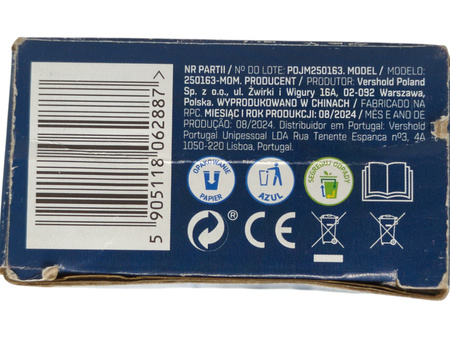 NR PARTII / Nº DO LOTE: POJM250163. MODEL / MODELO:
250163-MOM. PRODUCENT / PRODUTOR: Vershold Poland
Sp. z o.o., ul. Żwirki i Wigury 16A, 02-092 Warszawa,
Polska. WYPRODUKOWANO W CHINACH / FABRICADO NA
RPC. MIESIĄC I ROK PRODUKCJI: 08/2024 / MÊS E ANO DE
PRODUÇÃO: 08/2024. Distribuidor em Portugal: Vershold
Portugal Unipessoal LDA Rua Tenente Espanca nº3, 4A
1050-220 Lisboa, Portugal.
OPAKOWANIE
PAPIER
AZUL
SEGREGUJ ODPADY
CE
5 905118 062887